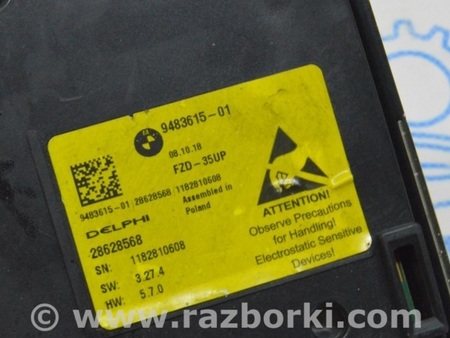 9483615-01
08.10.18
FZD-35UP
9483615-01.28628568 1182810608
DELPHI
Assembled in
Poland
28628568
SN: 1182810608
SW: 3.27.4
HW: 5.7.0
ATTENTION!
Observe Precautions
for Handling!
Electrostatic Sensitive
Devices!
© www.razborki.com